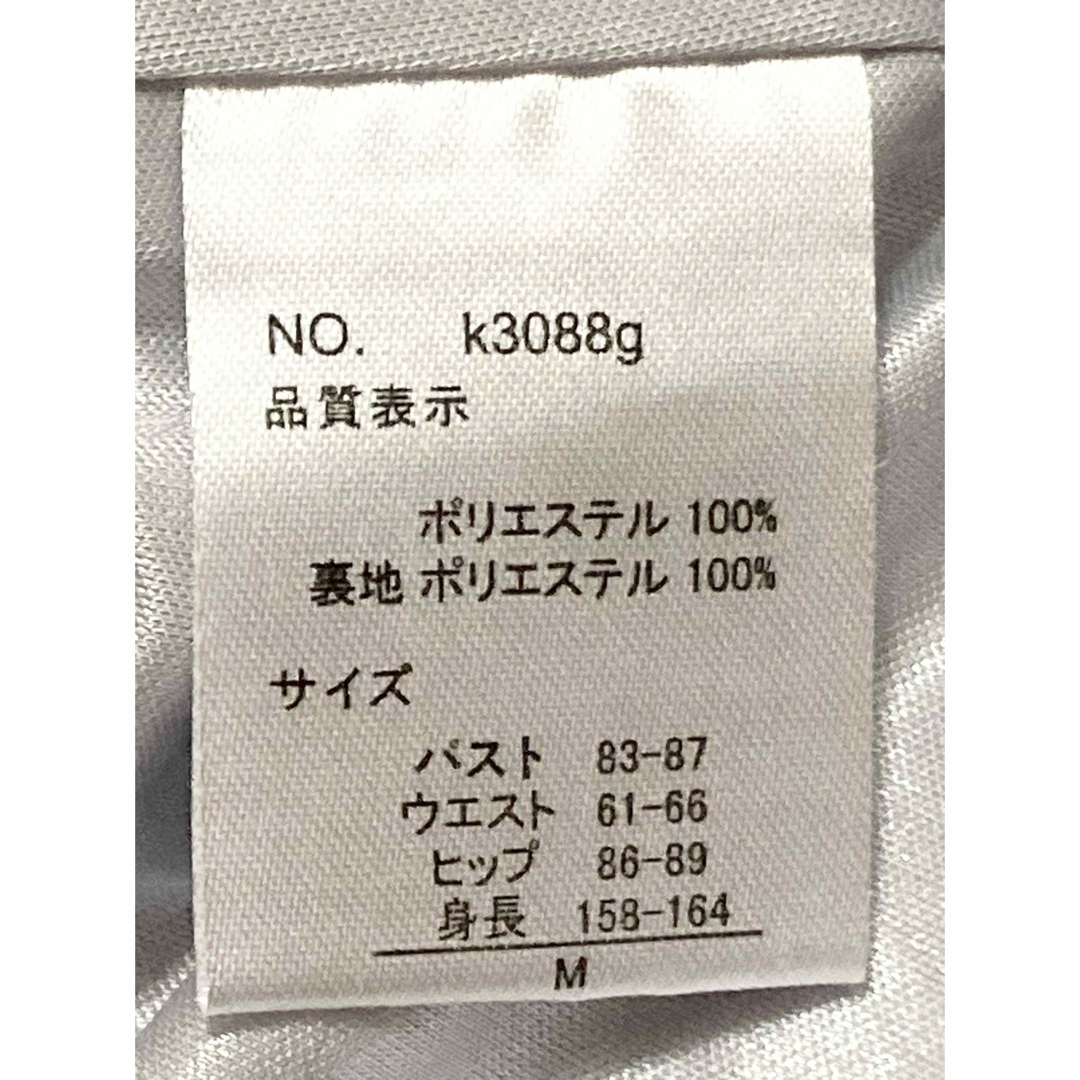 NO. k3088g
品質表示
ポリエステル 100%
裏地 ポリエステル 100%
サイズ
バスト 83-87
ウエスト 61-66
ヒップ 86-89
身長 158-164
M